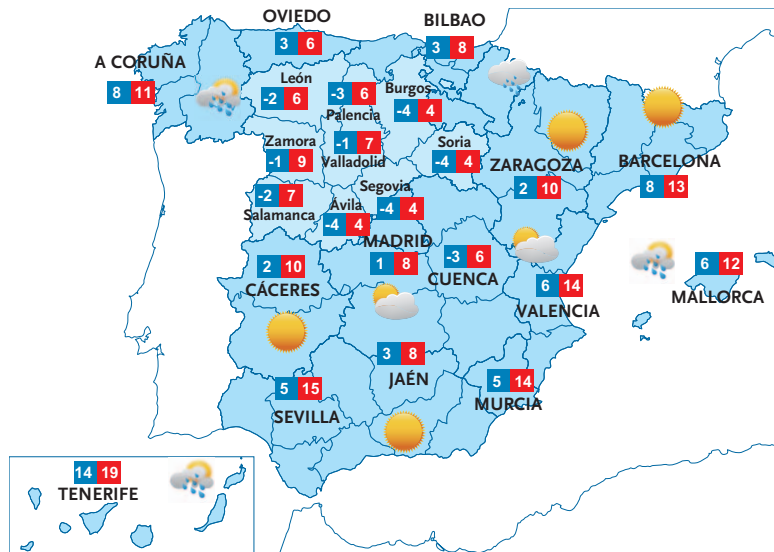 OVIEDO
3 6
BILBAO
3 8
A CORUÑA
8 11
León
-2 6
-3 6
Palencia
Burgos
-4 4
Zamora
-1 9
-1 7
Valladolid
Soria
-4 4
ZARAGOZA
2 10
BARCELONA
8 13
-2 7
Salamanca
Ávila
-4 4
Segovia
-4 4
MADRID
1 8
-3 6
CUENCA
2 10
CÁCERES
6 14
VALENCIA
6 12
MALLORCA
3 8
JAÉN
5 14
MURCIA
5 15
SEVILLA
14 19
TENERIFE